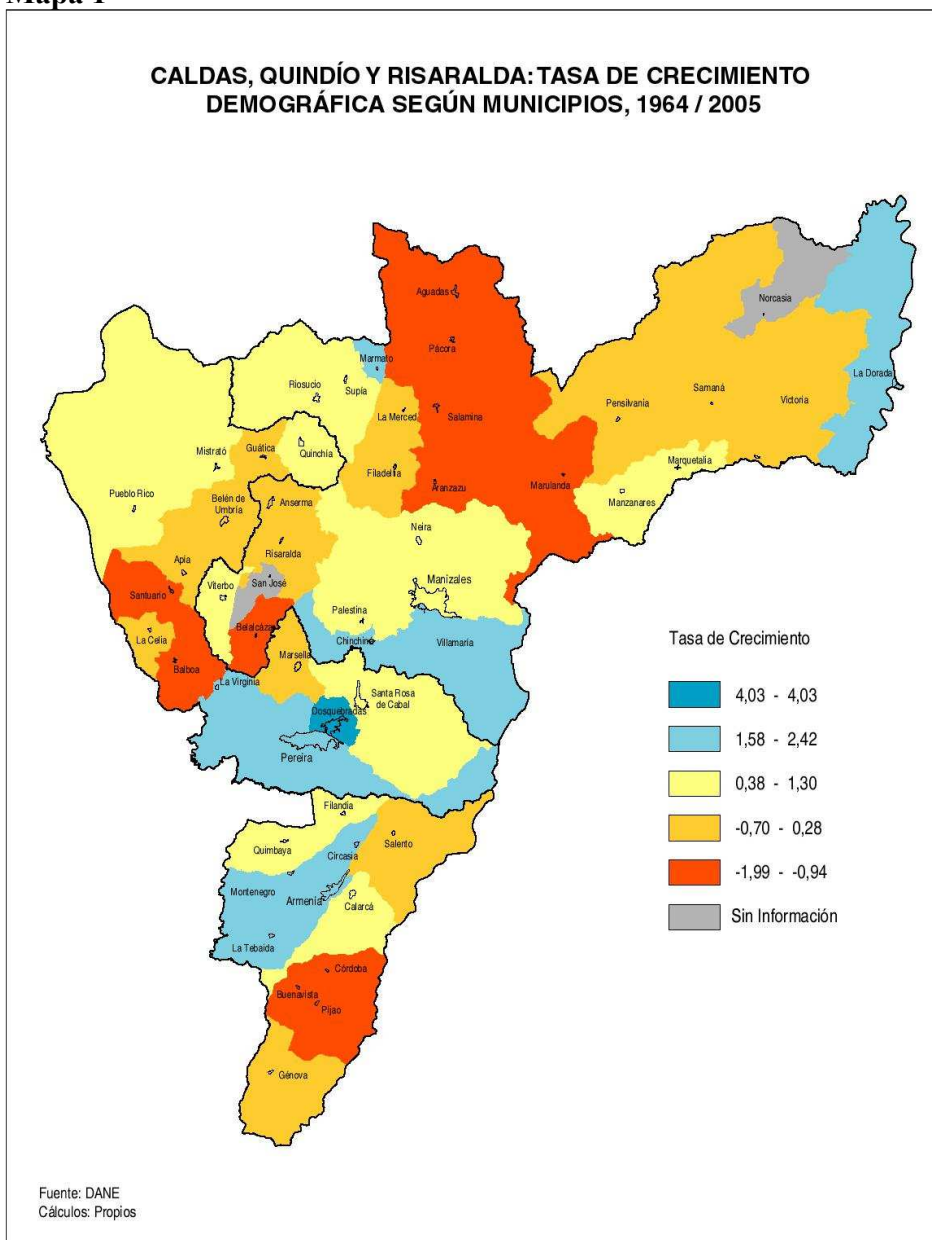 Mapa 1
CALDAS, QUINDÍO Y RISARALDA: TASA DE CRECIMIENTO
DEMOGRÁFICA SEGÚN MUNICIPIOS, 1964 / 2005
Aguadas
Norcasia
Pácora
Marmato
La Dorada
Riosucio
Supía
Samaná
Pensilvania
Victoria
La Merced
Salamina
Guática
Mistrató
Quinchía
Filadelfia
Marquetalia
Aranzazu
Marulanda
Manzanares
Pueblo Rico
Belén de
Umbría
Anserma
Neira
Risaralda
Apía
Manizales
San José
Viterbo
Santuario
Palestina
Belalcázar
La Celia
Chinchiná
Villamaría
Marsella
Balboa
La Virginia
Santa Rosa
de Cabal
Dosquebradas
Pereira
Filandia
Salento
Quimbaya
Circasia
Montenegro
Armenía
Calarcá
La Tebaida
Córdoba
Buenavista
Pijao
Génova
Tasa de Crecimiento
4,03 - 4,03
1,58 - 2,42
0,38 - 1,30
-0,70 - 0,28
-1,99 - -0,94
Sin Información
Fuente: DANE
Cálculos: Propios